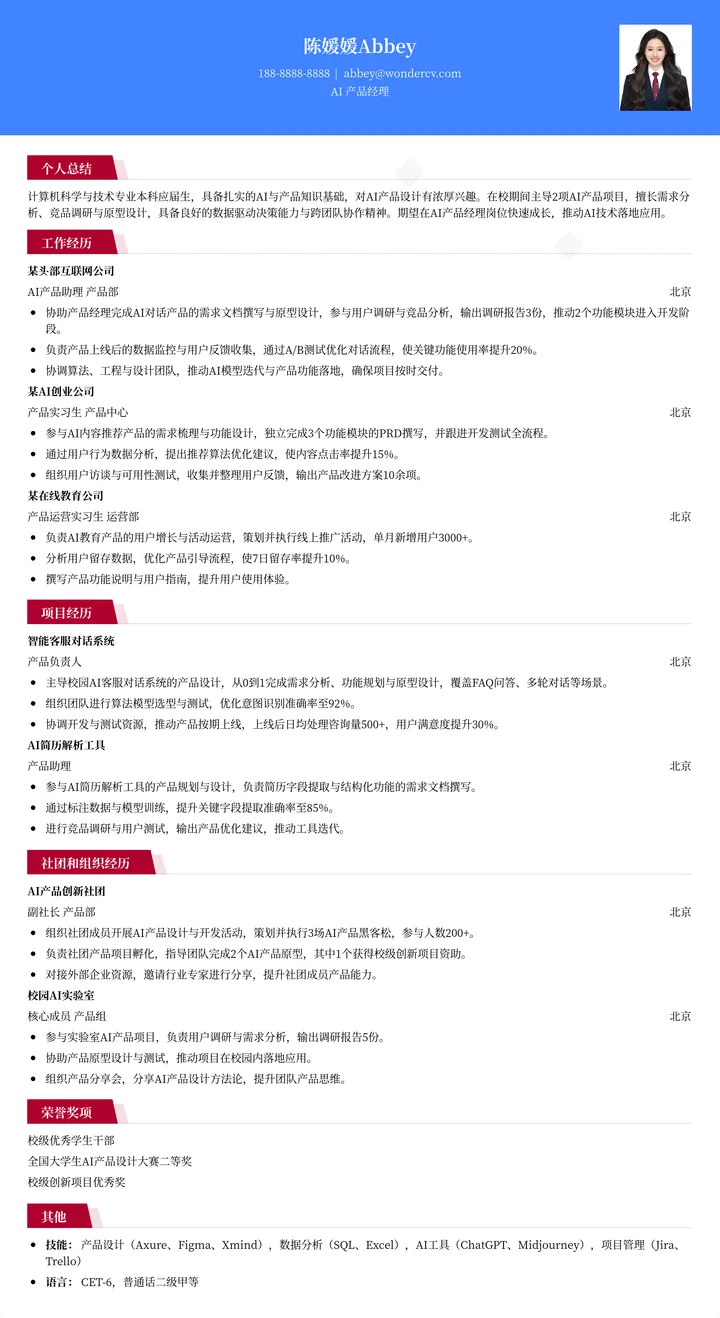 陈媛媛Abbey
188-8888-8888 | abbey@wondercv.com
AI 产品经理
个人总结
计算机科学与技术专业本科应届生，具备扎实的AI与产品知识基础，对AI产品设计有浓厚兴趣。在校期间主导2项AI产品项目，擅长需求分
析、竞品调研与原型设计，具备良好的数据驱动决策能力与跨团队协作精神。期望在AI产品经理岗位快速成长，推动AI技术落地应用。
工作经历
某头部互联网公司
AI产品助理 产品部 北京
• 协助产品经理完成AI对话产品的需求文档撰写与原型设计，参与用户调研与竞品分析，输出调研报告3份，推动2个功能模块进入开发阶
段。
• 负责产品上线后的数据监控与用户反馈收集，通过A/B测试优化对话流程，使关键功能使用率提升20%。
• 协调算法、工程与设计团队，推动AI模型迭代与产品功能落地，确保项目按时交付。
某AI创业公司
产品实习生 产品中心 北京
• 参与AI内容推荐产品的需求梳理与功能设计，独立完成3个功能模块的PRD撰写，并跟进开发测试全流程。
• 通过用户行为数据分析，提出推荐算法优化建议，使内容点击率提升15%。
• 组织用户访谈与可用性测试，收集并整理用户反馈，输出产品改进方案10余项。
某在线教育公司
产品运营实习生 运营部 北京
• 负责AI教育产品的用户增长与活动运营，策划并执行线上推广活动，单月新增用户3000+。
• 分析用户留存数据，优化产品引导流程，使7日留存率提升10%。
• 撰写产品功能说明与用户指南，提升用户使用体验。
项目经历
智能客服对话系统
产品负责人 北京
• 主导校园AI客服对话系统的产品设计，从0到1完成需求分析、功能规划与原型设计，覆盖FAQ问答、多轮对话等场景。
• 组织团队进行算法模型选型与测试，优化意图识别准确率至92%。
• 协调开发与测试资源，推动产品按期上线，上线后日均处理咨询量500+，用户满意度提升30%。
AI简历解析工具
产品助理 北京
• 参与AI简历解析工具的产品规划与设计，负责简历字段提取与结构化功能的需求文档撰写。
• 通过标注数据与模型训练，提升关键字段提取准确率至85%。
• 进行竞品调研与用户测试，输出产品优化建议，推动工具迭代。
社团和组织经历
AI产品创新社团
副社长 产品部 北京
• 组织社团成员开展AI产品设计与开发活动，策划并执行3场AI产品黑客松，参与人数200+。
• 负责社团产品项目孵化，指导团队完成2个AI产品原型，其中1个获得校级创新项目资助。
• 对接外部企业资源，邀请行业专家进行分享，提升社团成员产品能力。
校园AI实验室
核心成员 产品组 北京
• 参与实验室AI产品项目，负责用户调研与需求分析，输出调研报告5份。
• 协助产品原型设计与测试，推动项目在校园内落地应用。
• 组织产品分享会，分享AI产品设计方法论，提升团队产品思维。
荣誉奖项
校级优秀学生干部
全国大学生AI产品设计大赛二等奖
校级创新项目优秀奖
其他
• 技能： 产品设计（Axure、Figma、Xmind）, 数据分析（SQL、Excel）, AI工具（ChatGPT、Midjourney）, 项目管理（Jira、
Trello）
• 语言： CET-6，普通话二级甲等